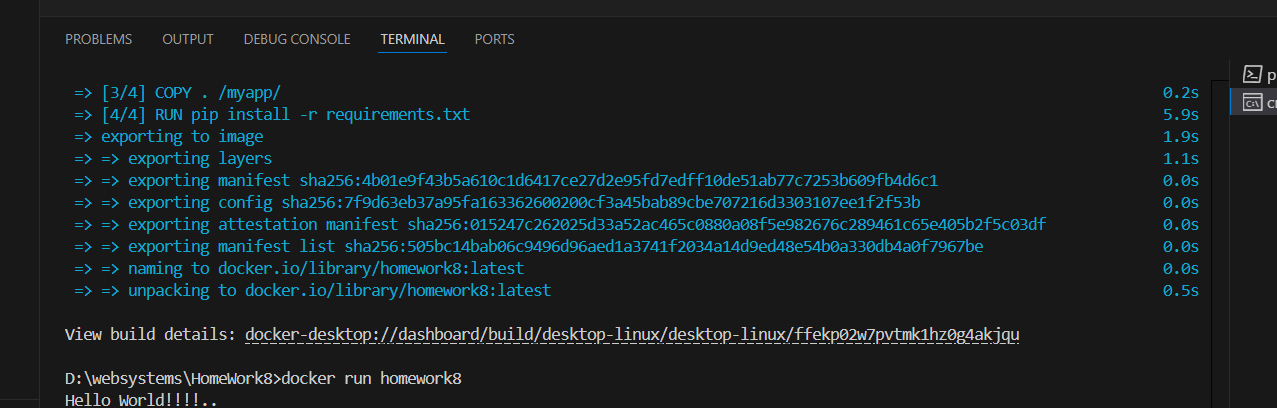 PROBLEMS OUTPUT DEBUG CONSOLE TERMINAL PORTS
=> [3/4] COPY . /myapp/ 0.2s
=> [4/4] RUN pip install -r requirements.txt 5.9s
=> exporting to image 1.9s
=> => exporting layers 1.1s
=> => exporting manifest sha256:4b01e9f43b5a610c1d6417ce27d2e95fd7edff10de51ab77c7253b609fb4d6c1 0.0s
=> => exporting config sha256:7f9d63eb37a95fa163362600200cf3a45bab89cbe707216d3303107ee1f2f53b 0.0s
=> => exporting attestation manifest sha256:015247c262025d33a52ac465c0880a08f5e982676c289461c65e405b2f5c03df 0.0s
=> => exporting manifest list sha256:505bc14bab06c9496d96aed1a3741f2034a14d9ed48e54b0a330db4a0f7967be 0.0s
=> => naming to docker.io/library/homework8:latest 0.0s
=> => unpacking to docker.io/library/homework8:latest 0.5s
View build details: docker-desktop://dashboard/build/desktop-linux/desktop-linux/ffekp02w7pvtmk1hz0g4akjqu
D:\websystems\HomeWork8>docker run homework8
Hello World!!!!..